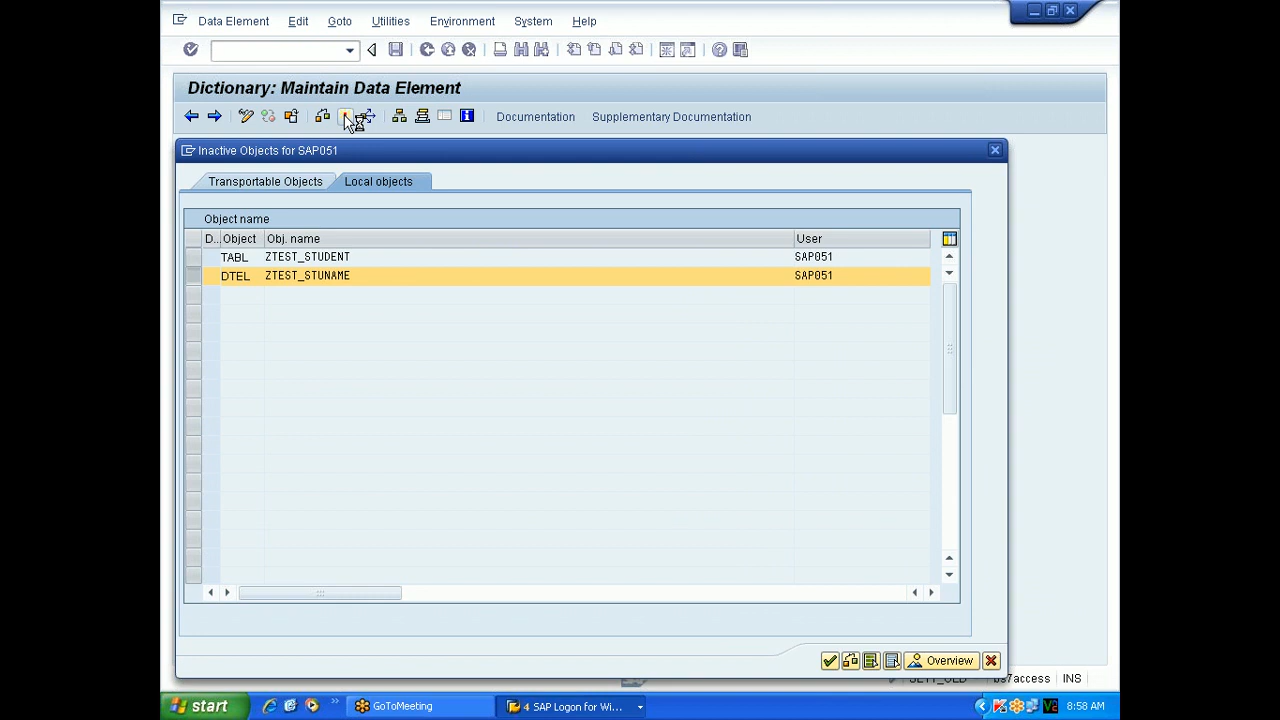 Data Element Edit Goto Utilities Environment System Help
Dictionary: Maintain Data Element
Documentation Supplementary Documentation
Inactive Objects for SAP051
Transportable Objects Local objects
Object name
D.. Object Obj. name User
TABL ZTEST_STUDENT SAP051
DTEL ZTEST_STUNAME SAP051
Overview
INS
start GoToMeeting 4 SAP Logon for Wi... 8:58 AM